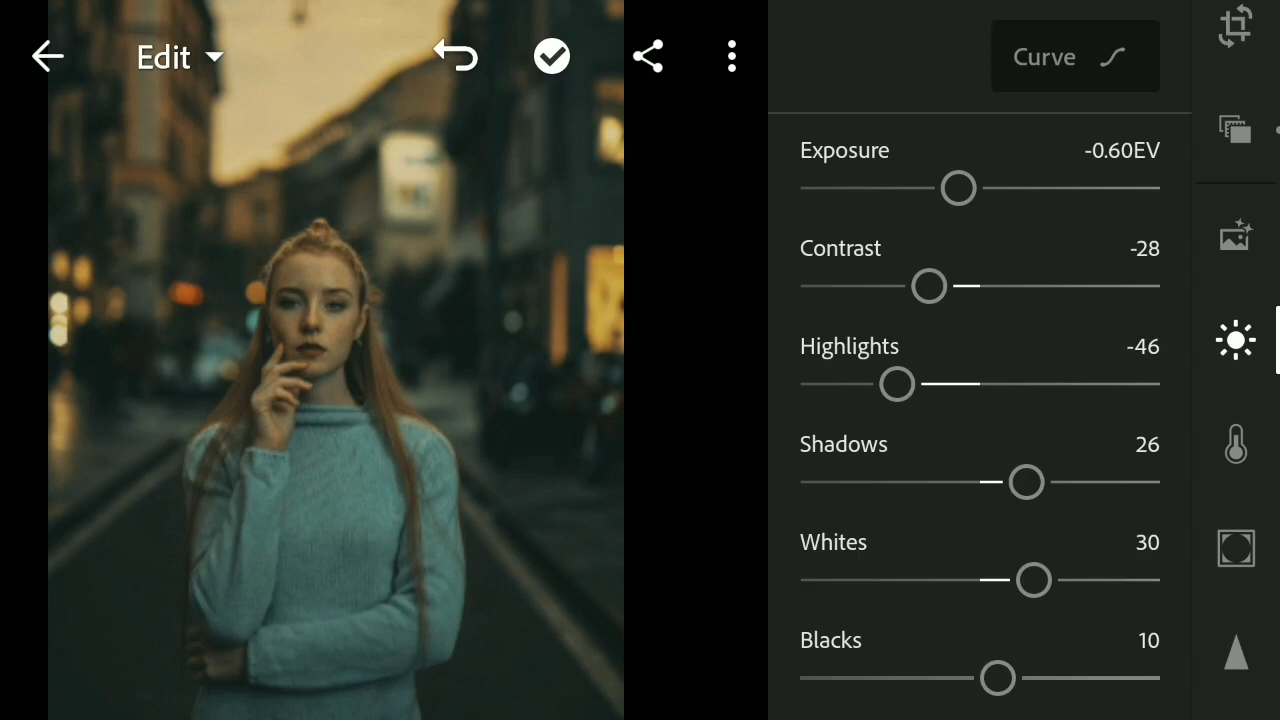 Edit
Curve
Exposure -0.60EV
Contrast -28
Highlights -46
Shadows 26
Whites 30
Blacks 10